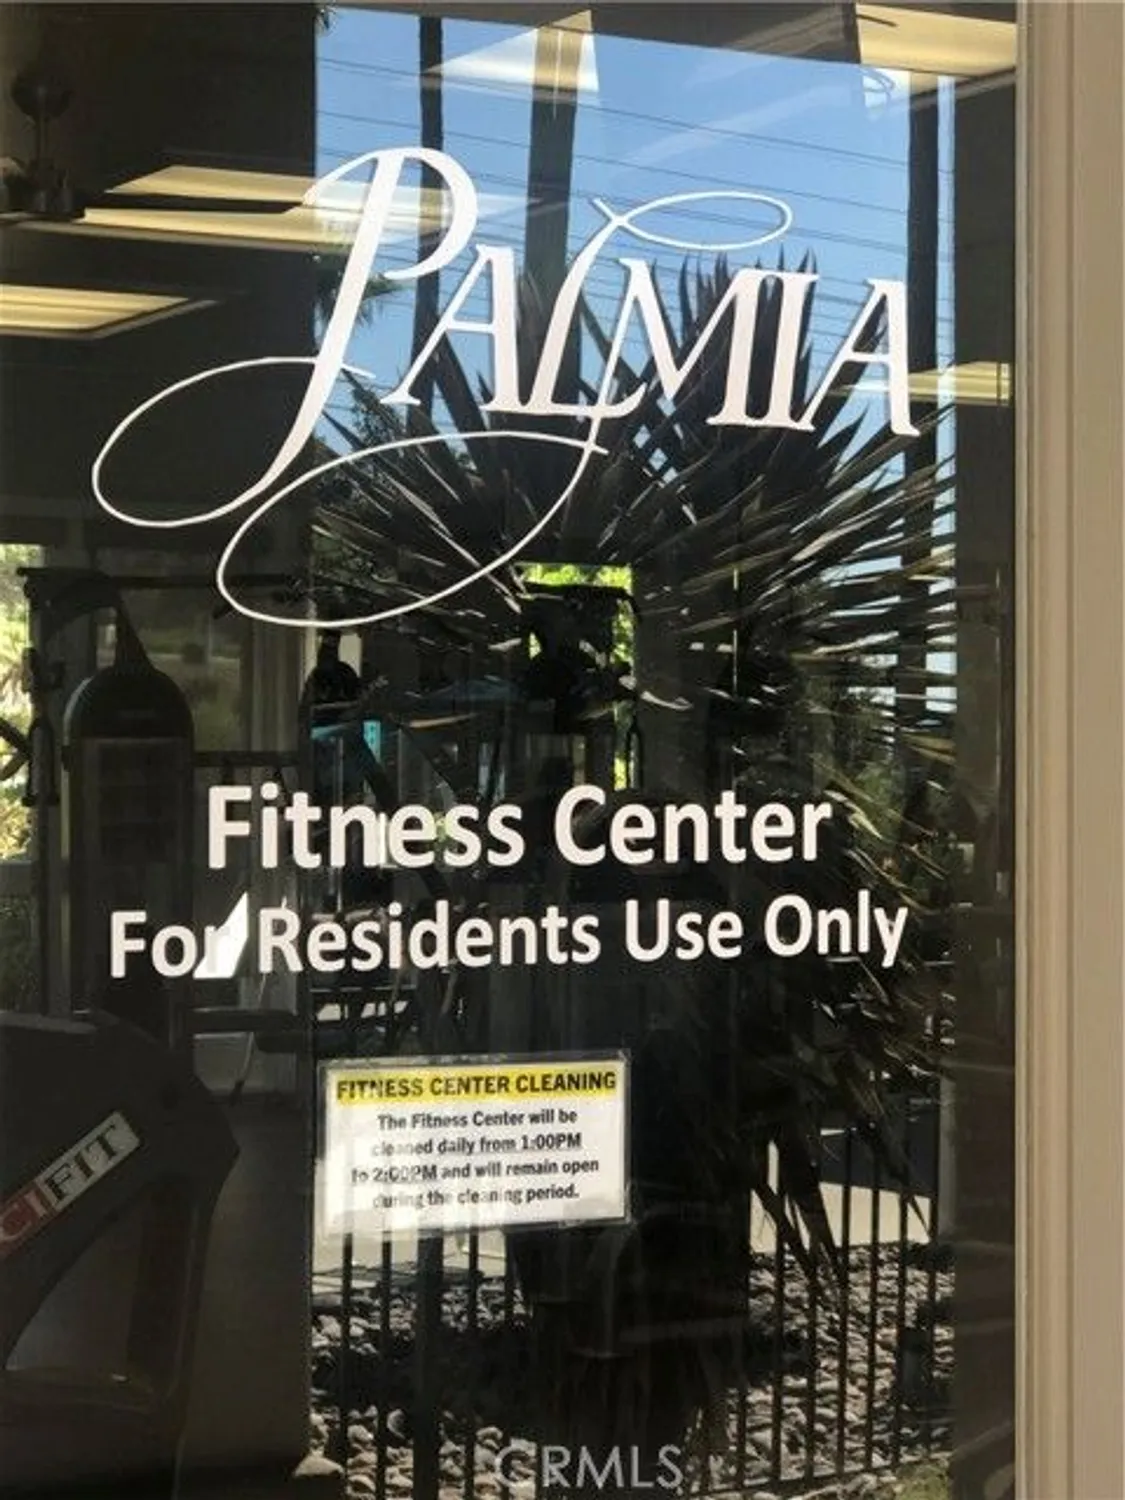 PALMIA
Fitness Center
For Residents Use Only
FITNESS CENTER CLEANING
The Fitness Center will be
cleaned daily from 1:00PM
to 2:00PM and will remain open
during the cleaning period.
CIFIT
CRMLS